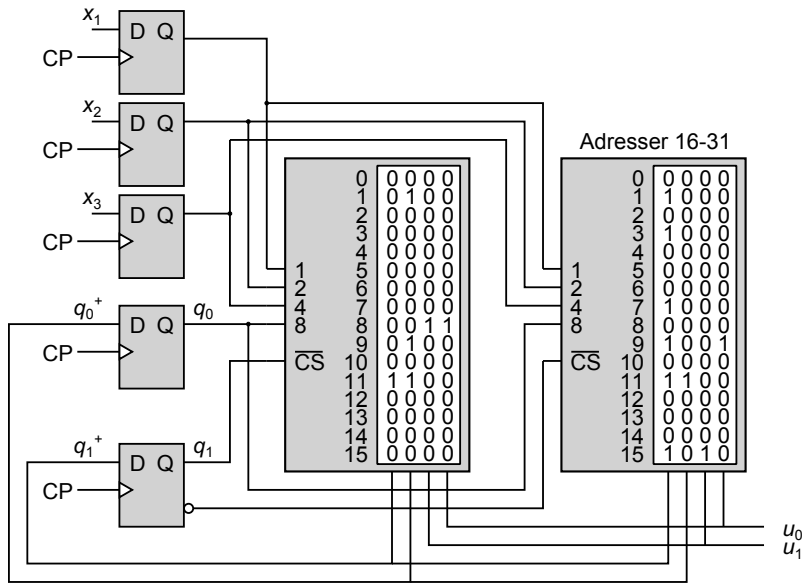 x1
D Q
CP
x2
D Q
CP
x3
D Q
CP
q0+
D Q
q0
CP
q1+
D Q
q1
CP
1
2
4
8
CS
0 0 0 0 0
1 0 1 0 0
2 0 0 0 0
3 0 0 0 0
4 0 0 0 0
5 0 0 0 0
6 0 0 0 0
7 0 0 0 0
8 0 0 1 1
9 0 1 0 0
10 0 0 0 0
11 1 1 0 0
12 0 0 0 0
13 0 0 0 0
14 0 0 0 0
15 0 0 0 0
Adresser 16-31
1
2
4
8
CS
0 0 0 0 0
1 1 0 0 0
2 0 0 0 0
3 1 0 0 0
4 0 0 0 0
5 0 0 0 0
6 0 0 0 0
7 1 0 0 0
8 0 0 0 0
9 1 0 0 1
10 0 0 0 0
11 1 1 0 0
12 0 0 0 0
13 0 0 0 0
14 0 0 0 0
15 1 0 1 0
u0
u1